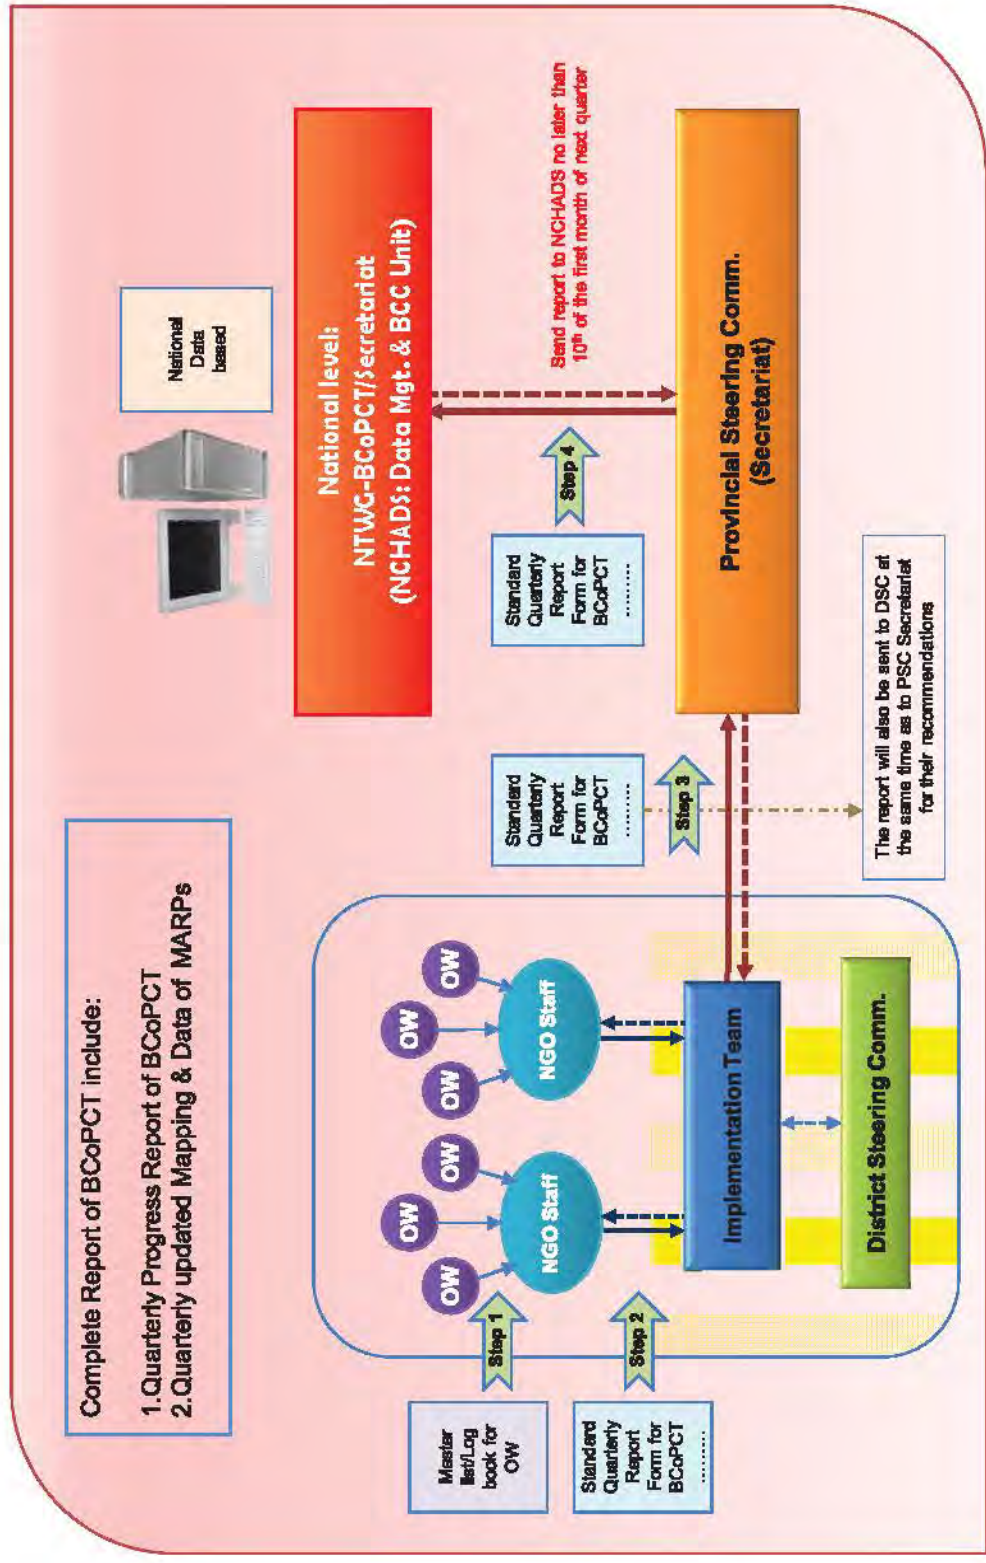 Complete Report of BCoPCT include:
1.Quarterly Progress Report of BCoPCT
2.Quarterly updated Mapping & Data of MARPs
National
Data
based
National level:
NTWG-BCoPCT/Secretariat
(NCHADS: Data Mgt. & BCC Unit)
Send report to NCHADS no later than
10th of the first month of next quarter
Master
list/Log
book for
OW
Step 1
OW
OW
OW
OW
OW
OW
NGO Staff
NGO Staff
Standard
Quarterly
Report
Form for
BCoPCT
.........
Step 2
Implementation Team
District Steering Comm.
Standard
Quarterly
Report
Form for
BCoPCT
.........
Step 3
Standard
Quarterly
Report
Form for
BCoPCT
.........
Step 4
Provincial Steering Comm.
(Secretariat)
The report will also be sent to DSC at
the same time as to PSC Secretariat
for their recommendations